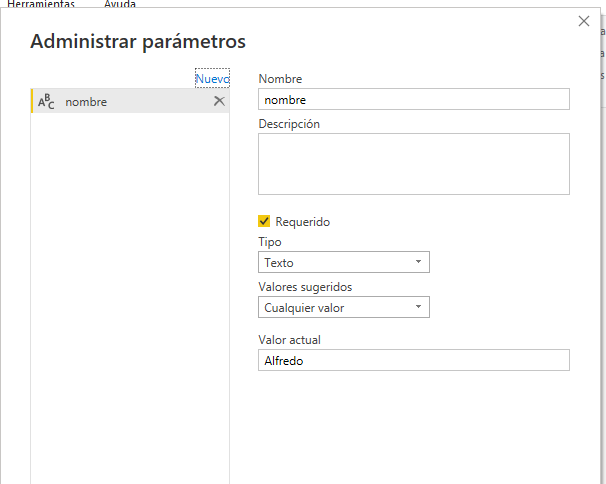 Herramientas Ayuda
Administrar parámetros
Nuevo
ABC nombre
Nombre
nombre
Descripción
Requerido
Tipo
Texto
Valores sugeridos
Cualquier valor
Valor actual
Alfredo